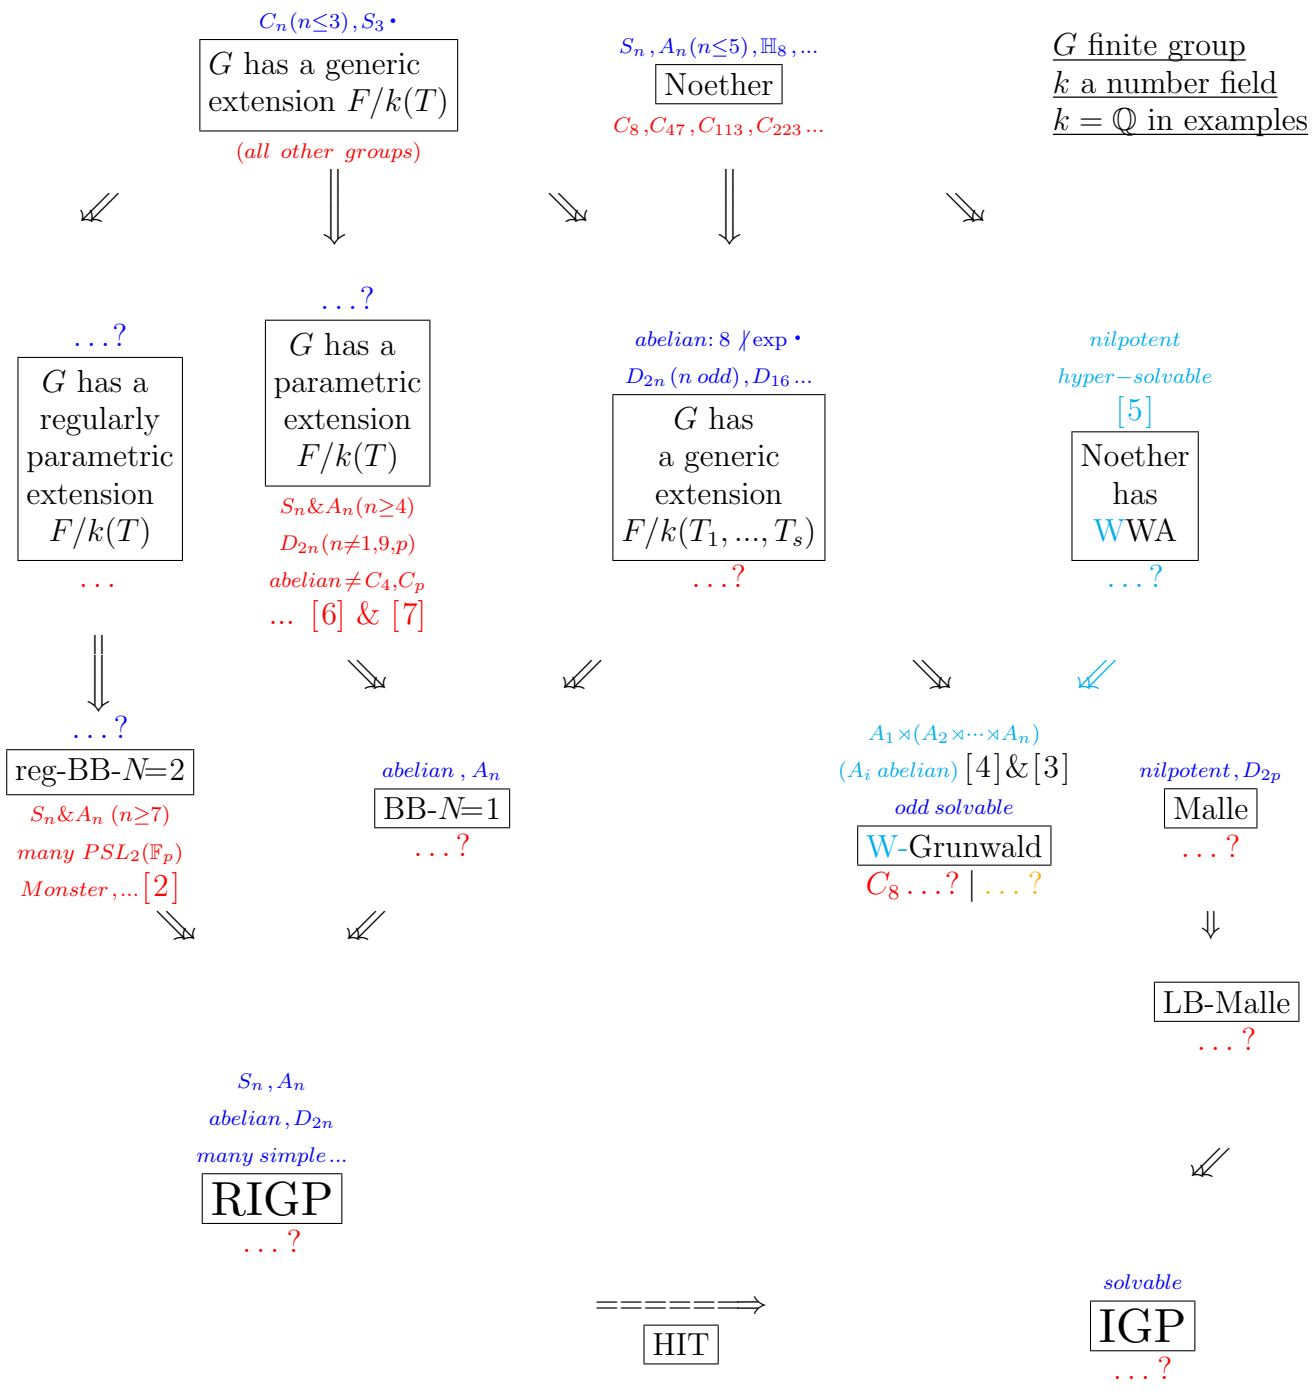 C_n(n≤3), S_3 •
G has a generic
extension F/k(T)
(all other groups)
S_n, A_n(n≤5), ℍ_8, ...
Noether
C_8, C_47, C_113, C_223 ...
G finite group
k a number field
k = ℚ in examples
⇙ ⇓ ⇘ ⇓ ⇘
...?
G has a
regularly
parametric
extension
F/k(T)
...
...?
G has a
parametric
extension
F/k(T)
S_n&A_n(n≥4)
D_2n(n≠1,9,p)
abelian≠C_4,C_p
... [6] & [7]
abelian: 8 ∤ exp •
D_2n(n odd), D_16 ...
G has
a generic
extension
F/k(T_1, ..., T_s)
...?
nilpotent
hyper−solvable
[5]
Noether
has
WWA
...?
⇓ ⇘ ⇙ ⇘ ⇙
...?
reg-BB-N=2
S_n&A_n (n≥7)
many PSL_2(𝔽_p)
Monster, ... [2]
abelian, A_n
BB-N=1
...?
A_1⋊(A_2⋊···⋊A_n)
(A_i abelian) [4]&[3]
odd solvable
W-Grunwald
C_8 ...? | ...?
nilpotent, D_2p
Malle
...?
⇘ ⇙ ⇓
LB-Malle
...?
S_n, A_n
abelian, D_2n
many simple ...
RIGP
...?
⇙
======⇒
HIT
solvable
IGP
...?